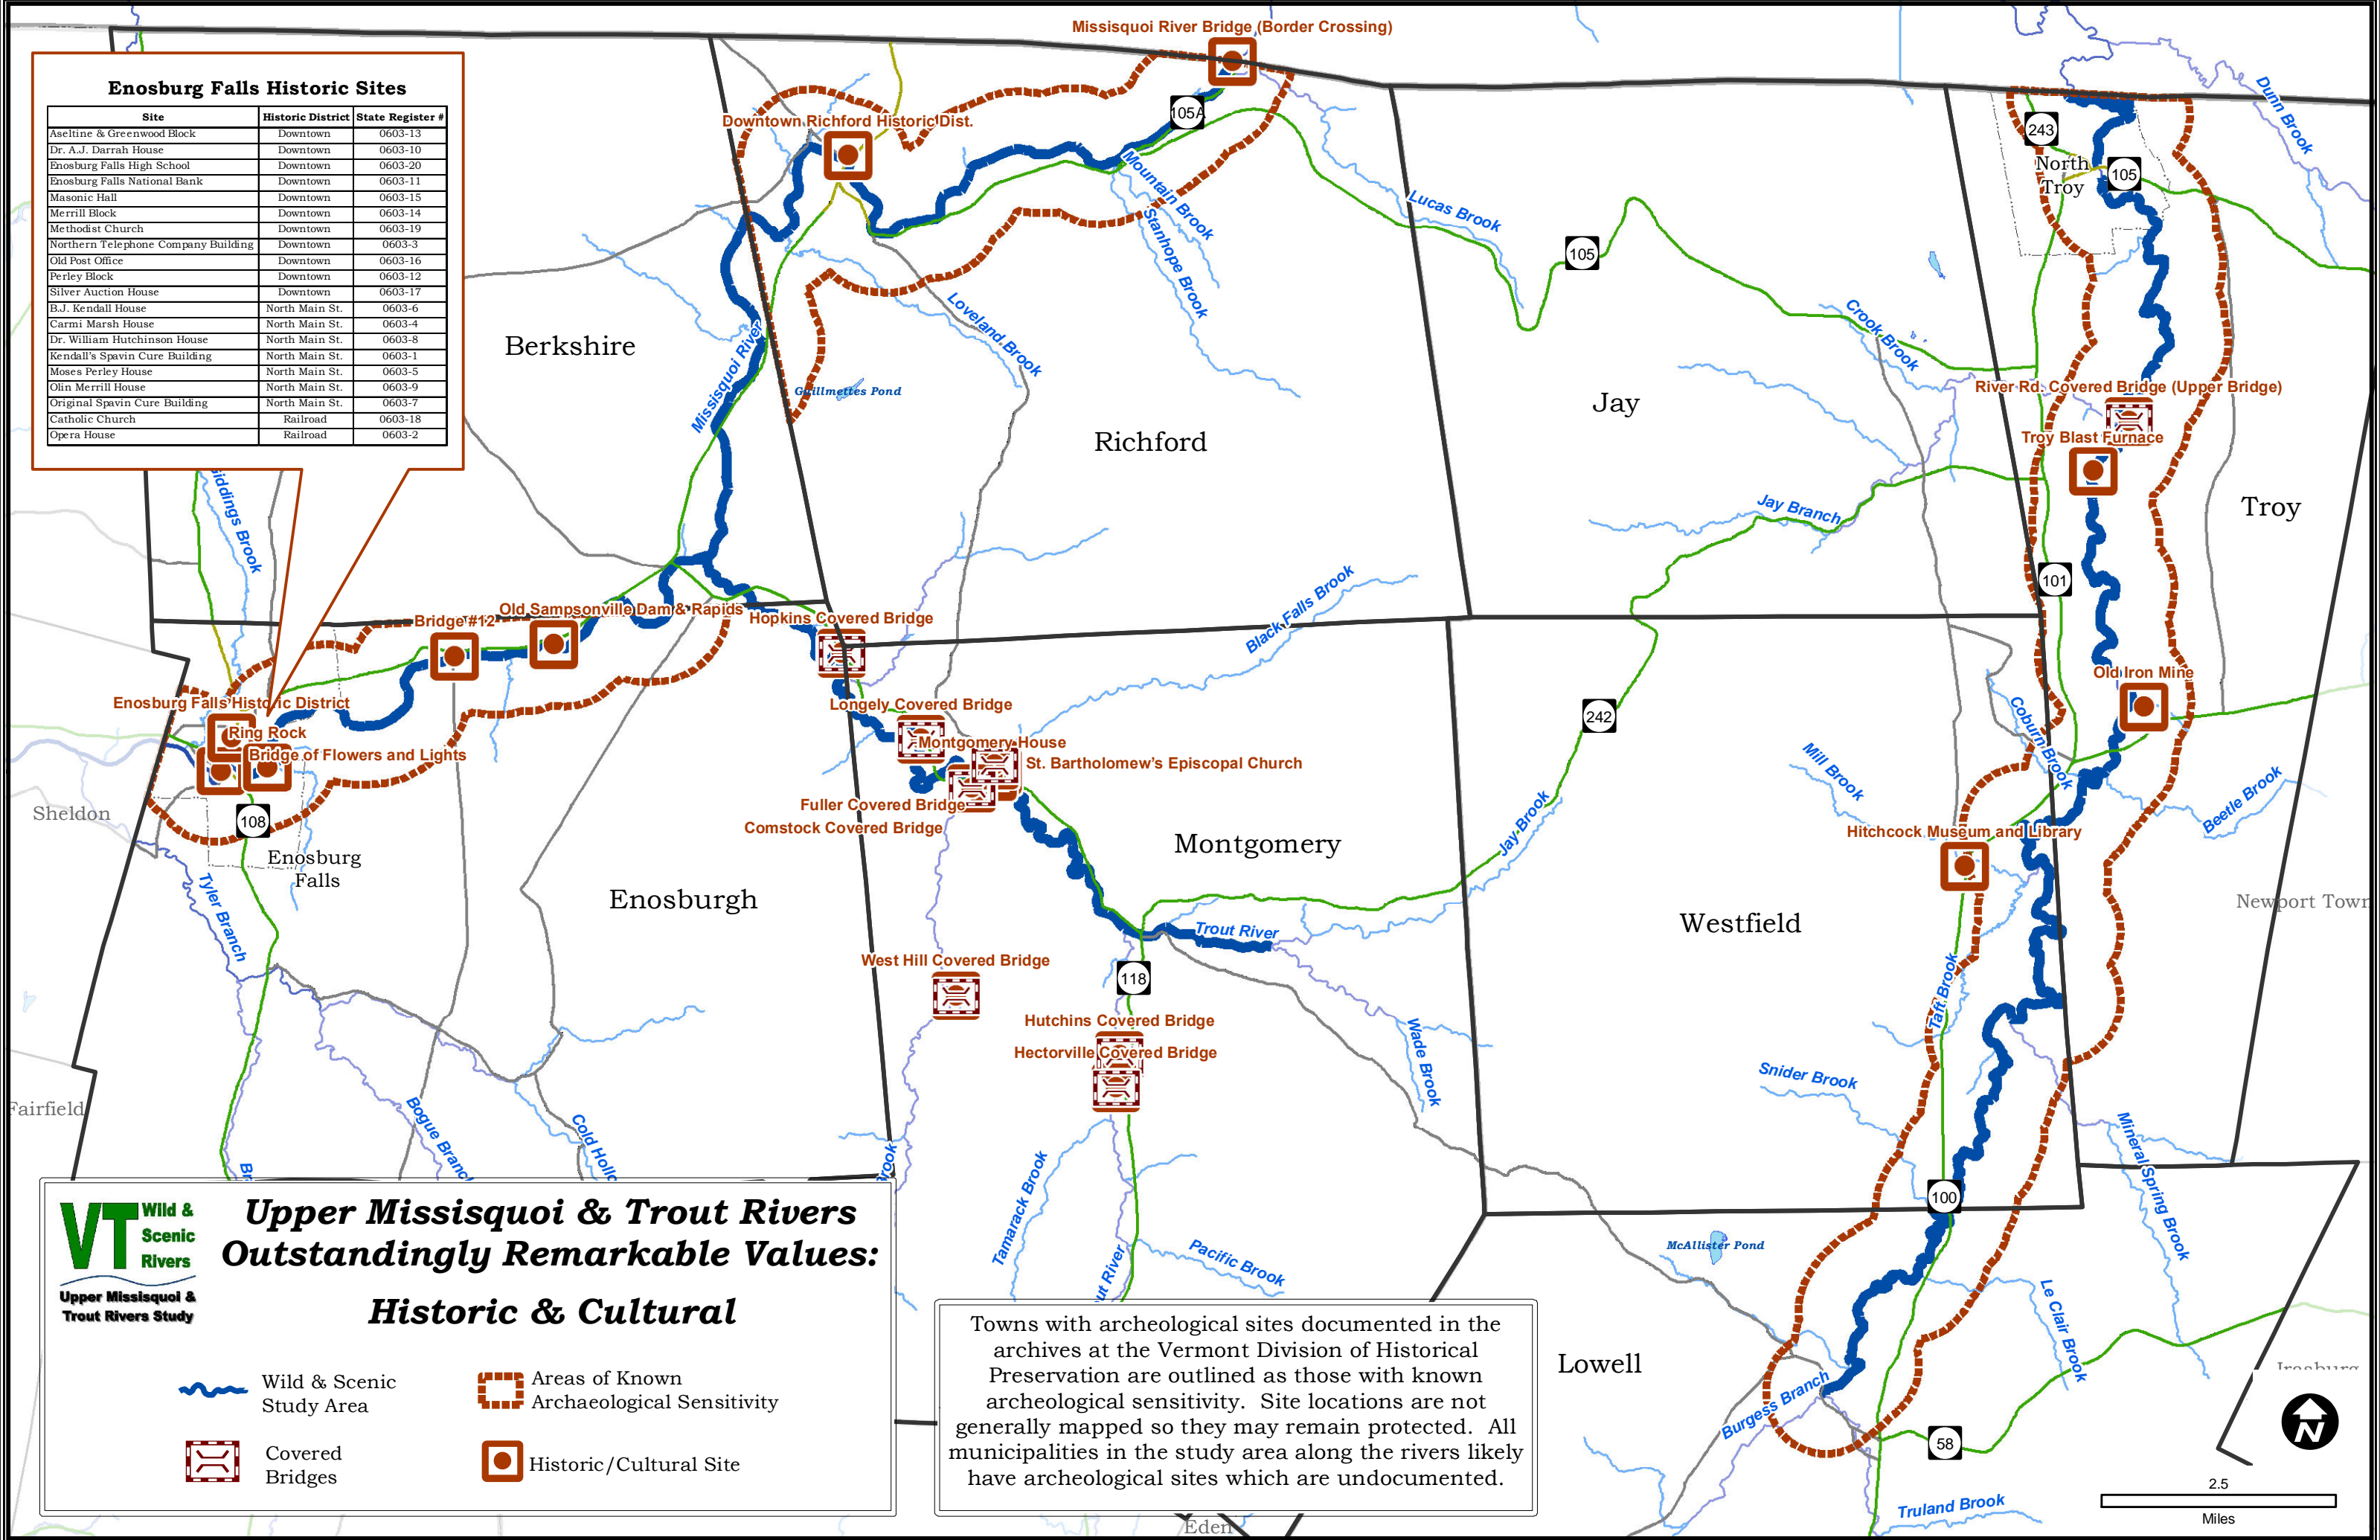 Missisquoi River Bridge (Border Crossing)
Enosburg Falls Historic Sites
Site Historic District State Register #
Aseltine & Greenwood Block Downtown 0603-13
Dr. A.J. Darrah House Downtown 0603-10
Enosburg Falls High School Downtown 0603-20
Enosburg Falls National Bank Downtown 0603-11
Masonic Hall Downtown 0603-15
Merrill Block Downtown 0603-14
Methodist Church Downtown 0603-19
Northern Telephone Company Building Downtown 0603-3
Old Post Office Downtown 0603-16
Perley Block Downtown 0603-12
Silver Auction House Downtown 0603-17
B.J. Kendall House North Main St. 0603-6
Carmi Marsh House North Main St. 0603-4
Dr. William Hutchinson House North Main St. 0603-8
Kendall's Spavin Cure Building North Main St. 0603-1
Moses Perley House North Main St. 0603-5
Olin Merrill House North Main St. 0603-9
Original Spavin Cure Building North Main St. 0603-7
Catholic Church Railroad 0603-18
Opera House Railroad 0603-2
105A
Downtown Richford Historic Dist.
Dunn Brook
243
North
Troy
105
Mountain Brook
Stanhope Brook
Lucas Brook
105
Loveland Brook
Crook Brook
Berkshire
Missisquoi River
Guillmettes Pond
Jay
Richford
River Rd. Covered Bridge (Upper Bridge)
Troy Blast Furnace
Troy
Giddings Brook
Jay Branch
101
Black Falls Brook
Old Sampsonville Dam & Rapids
Bridge #12
Hopkins Covered Bridge
Old Iron Mine
Enosburg Falls Historic District
Longely Covered Bridge
242
Coburn Brook
Ring Rock
Bridge of Flowers and Lights
Montgomery House
St. Bartholomew's Episcopal Church
Mill Brook
Beetle Brook
Sheldon
108
Fuller Covered Bridge
Comstock Covered Bridge
Jay Brook
Hitchcock Museum and Library
Enosburg
Falls
Montgomery
Enosburgh
Tyler Branch
Newport Town
Westfield
Trout River
West Hill Covered Bridge
118
Taft Brook
Hutchins Covered Bridge
Hectorville Covered Bridge
Wade Brook
Snider Brook
Fairfield
Bogue Branch
Cold Hollo
Mineral Spring Brook
Br
rook
Tamarack Brook
100
ut River
Pacific Brook
McAllister Pond
Le Clair Brook
VT Wild &
Scenic
Rivers
Upper Missisquoi &
Trout Rivers Study
Upper Missisquoi & Trout Rivers
Outstandingly Remarkable Values:
Historic & Cultural
Wild & Scenic
Study Area
Areas of Known
Archaeological Sensitivity
Covered
Bridges
Historic/Cultural Site
Towns with archeological sites documented in the
archives at the Vermont Division of Historical
Preservation are outlined as those with known
archeological sensitivity. Site locations are not
generally mapped so they may remain protected. All
municipalities in the study area along the rivers likely
have archeological sites which are undocumented.
Lowell
Irasburg
Burgess Branch
58
N
2.5
Miles
Truland Brook
Eden